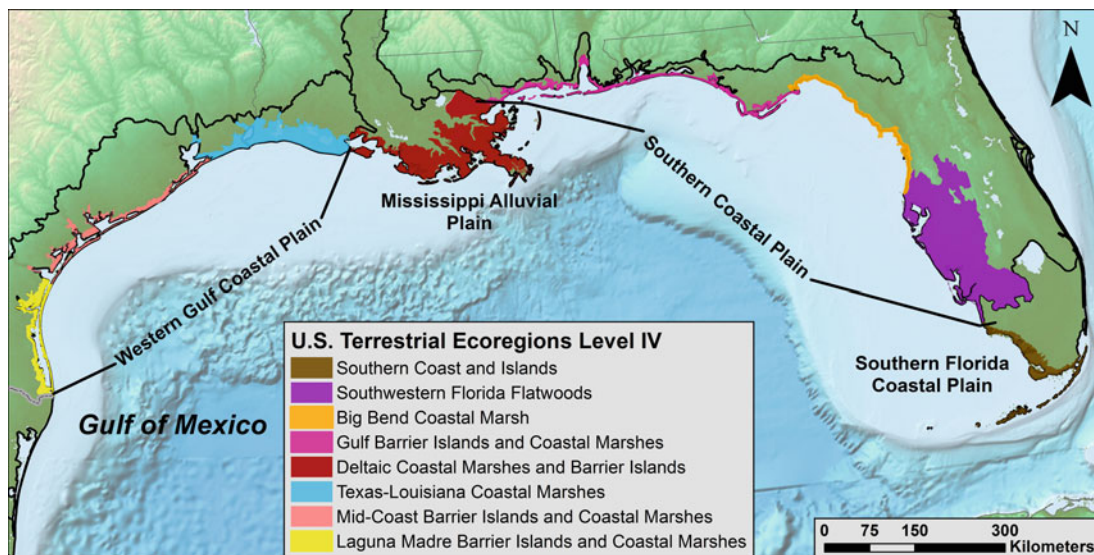 N
Mississippi Alluvial
Plain
Western Gulf Coastal Plain
Southern Coastal Plain
Southern Florida
Coastal Plain
Gulf of Mexico
U.S. Terrestrial Ecoregions Level IV
Southern Coast and Islands
Southwestern Florida Flatwoods
Big Bend Coastal Marsh
Gulf Barrier Islands and Coastal Marshes
Deltaic Coastal Marshes and Barrier Islands
Texas-Louisiana Coastal Marshes
Mid-Coast Barrier Islands and Coastal Marshes
Laguna Madre Barrier Islands and Coastal Marshes
0 75 150 300
Kilometers